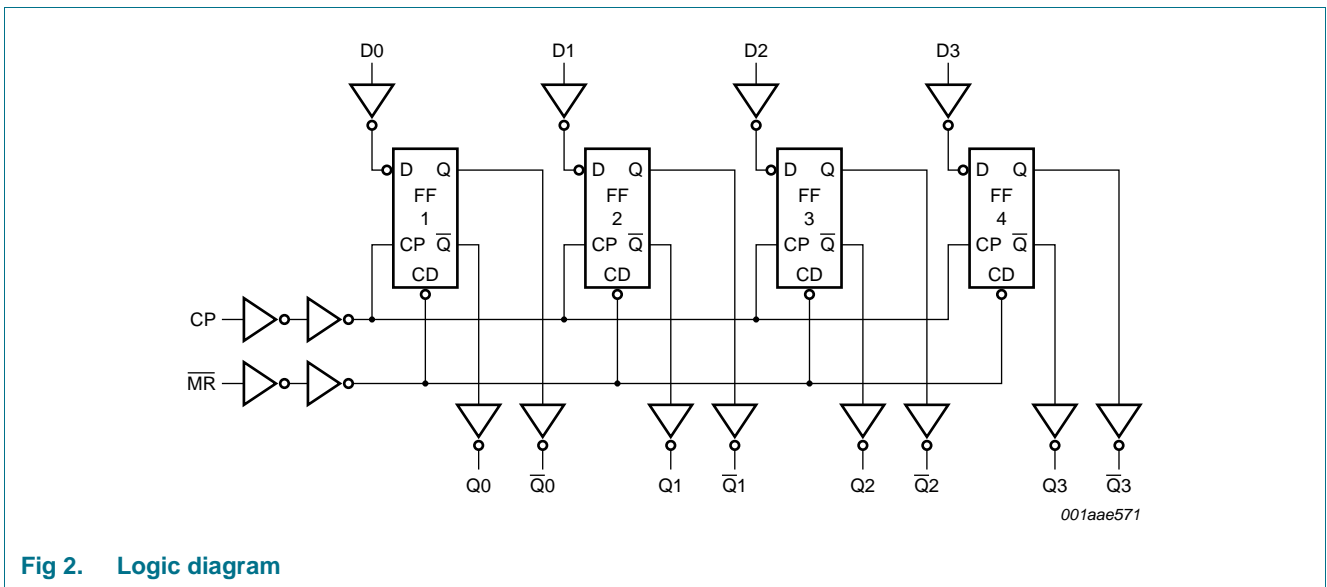 D0 D1 D2 D3
D Q D Q D Q D Q
FF FF FF FF
1 2 3 4
CP Q̅ CP Q̅ CP Q̅ CP Q̅
CD CD CD CD
CP
M̅R̅
Q0 Q̅0 Q1 Q̅1 Q2 Q̅2 Q3 Q̅3
001aae571
Fig 2. Logic diagram